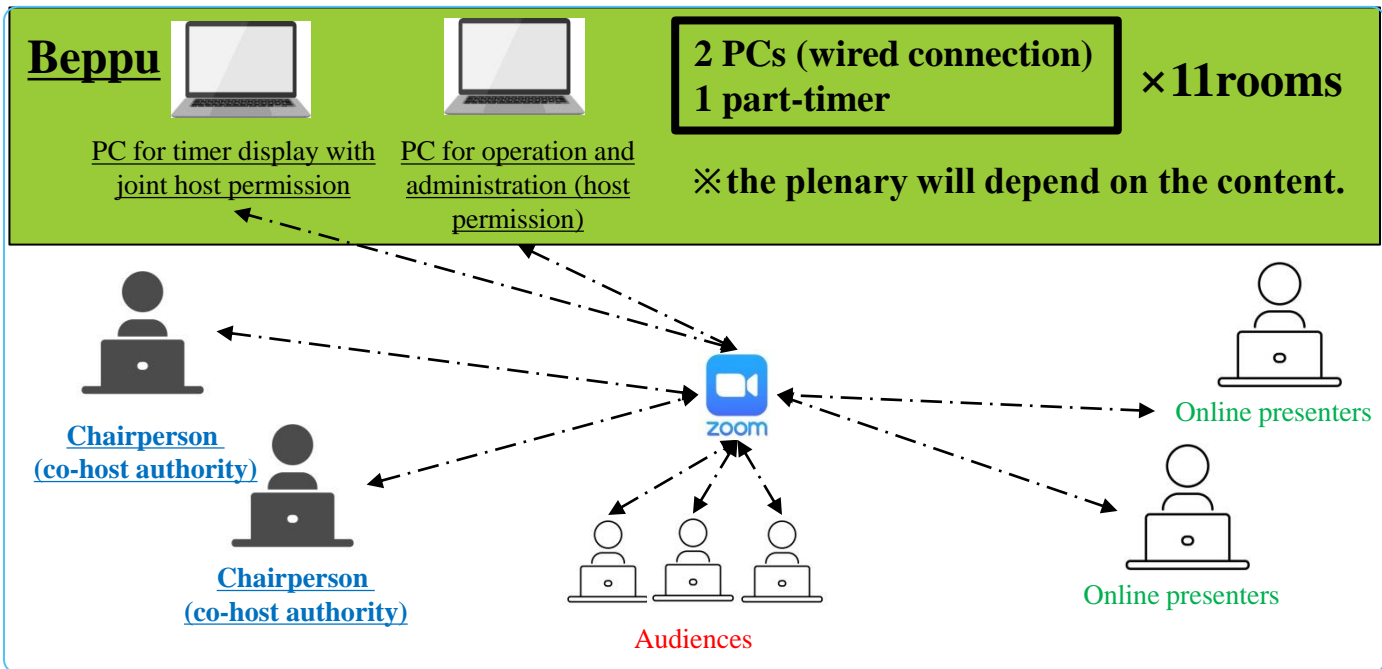 Beppu
PC for timer display with
joint host permission
PC for operation and
administration (host
permission)
2 PCs (wired connection)
1 part-timer
×11rooms
※the plenary will depend on the content.
Chairperson
(co-host authority)
Chairperson
(co-host authority)
zoom
Audiences
Online presenters
Online presenters